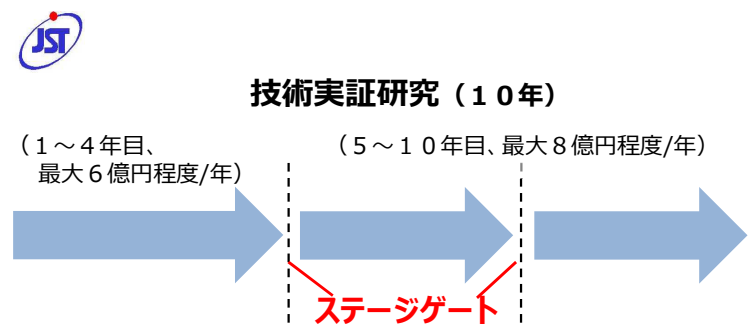 JST
技術実証研究（１０年）
（１～４年目、
最大６億円程度/年）
（５～１０年目、最大８億円程度/年）
ステージゲート